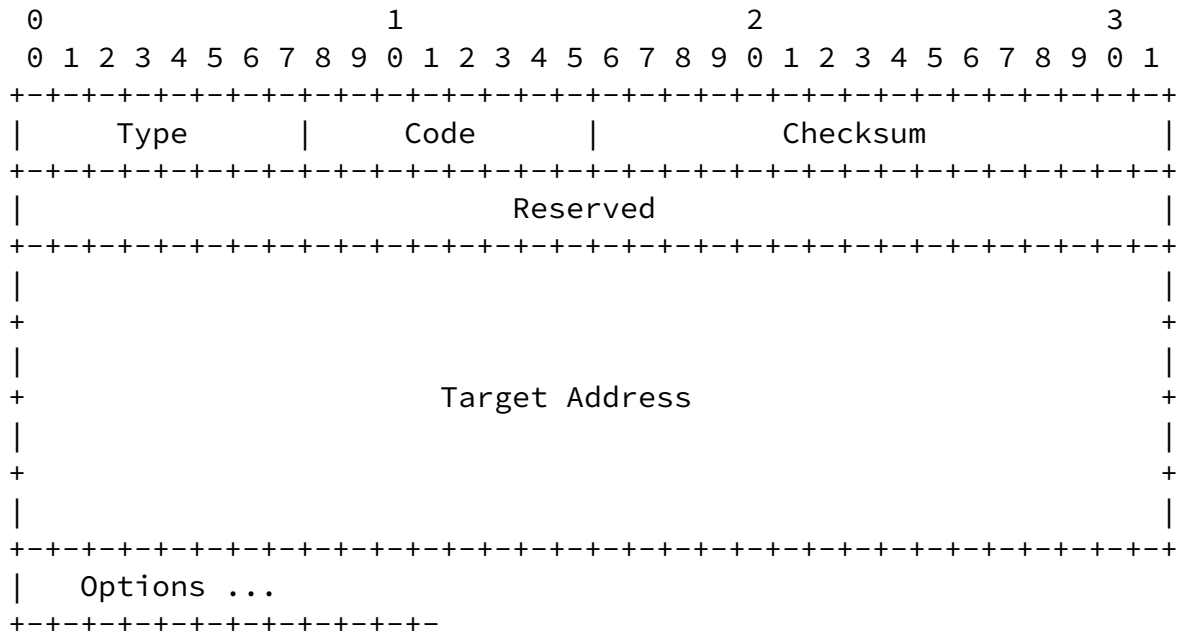 0                   1                   2                   3
 0 1 2 3 4 5 6 7 8 9 0 1 2 3 4 5 6 7 8 9 0 1 2 3 4 5 6 7 8 9 0 1
+-+-+-+-+-+-+-+-+-+-+-+-+-+-+-+-+-+-+-+-+-+-+-+-+-+-+-+-+-+-+-+-+
|     Type      |     Code      |          Checksum             |
+-+-+-+-+-+-+-+-+-+-+-+-+-+-+-+-+-+-+-+-+-+-+-+-+-+-+-+-+-+-+-+-+
|                           Reserved                            |
+-+-+-+-+-+-+-+-+-+-+-+-+-+-+-+-+-+-+-+-+-+-+-+-+-+-+-+-+-+-+-+-+
|                                                               |
+                                                               +
|                                                               |
+                       Target Address                          +
|                                                               |
+                                                               +
|                                                               |
+-+-+-+-+-+-+-+-+-+-+-+-+-+-+-+-+-+-+-+-+-+-+-+-+-+-+-+-+-+-+-+-+
|   Options ...
+-+-+-+-+-+-+-+-+-+-+-+-